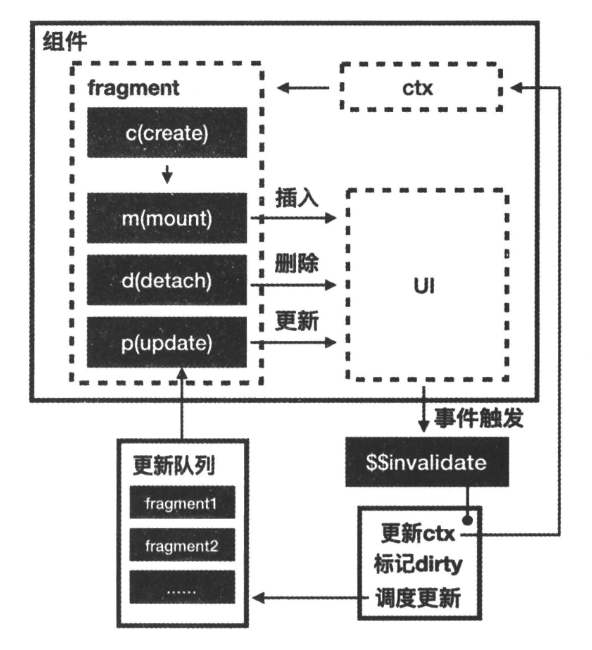 组件
fragment
ctx
c(create)
m(mount)
插入
d(detach)
删除
UI
p(update)
更新
事件触发
更新队列
$$invalidate
fragment1
fragment2
......
更新ctx
标记dirty
调度更新